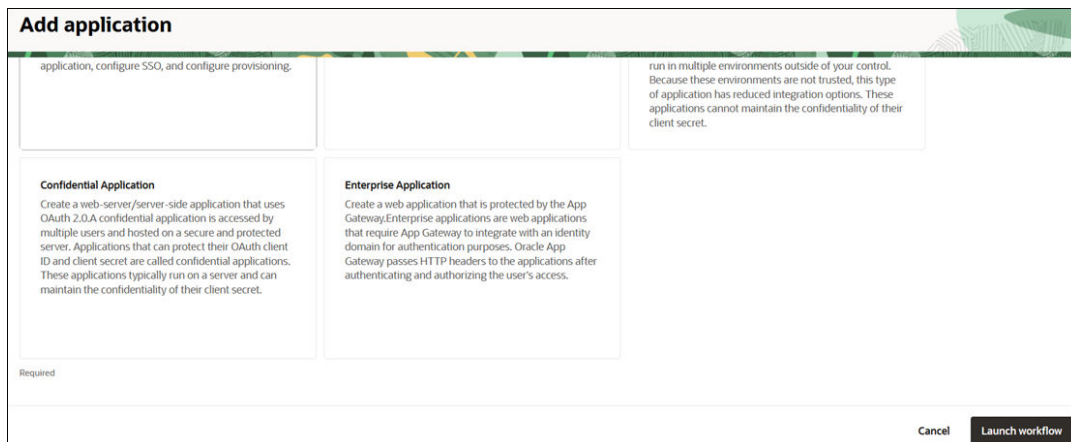 Add application
application, configure SSO, and configure provisioning.
run in multiple environments outside of your control.
Because these environments are not trusted, this type
of application has reduced integration options. These
applications cannot maintain the confidentiality of their
client secret.
Confidential Application
Create a web-server/server-side application that uses
OAuth 2.0.A confidential application is accessed by
multiple users and hosted on a secure and protected
server. Applications that can protect their OAuth client
ID and client secret are called confidential applications.
These applications typically run on a server and can
maintain the confidentiality of their client secret.
Enterprise Application
Create a web application that is protected by the App
Gateway.Enterprise applications are web applications
that require App Gateway to integrate with an identity
domain for authentication purposes. Oracle App
Gateway passes HTTP headers to the applications after
authenticating and authorizing the user's access.
Required
Cancel
Launch workflow